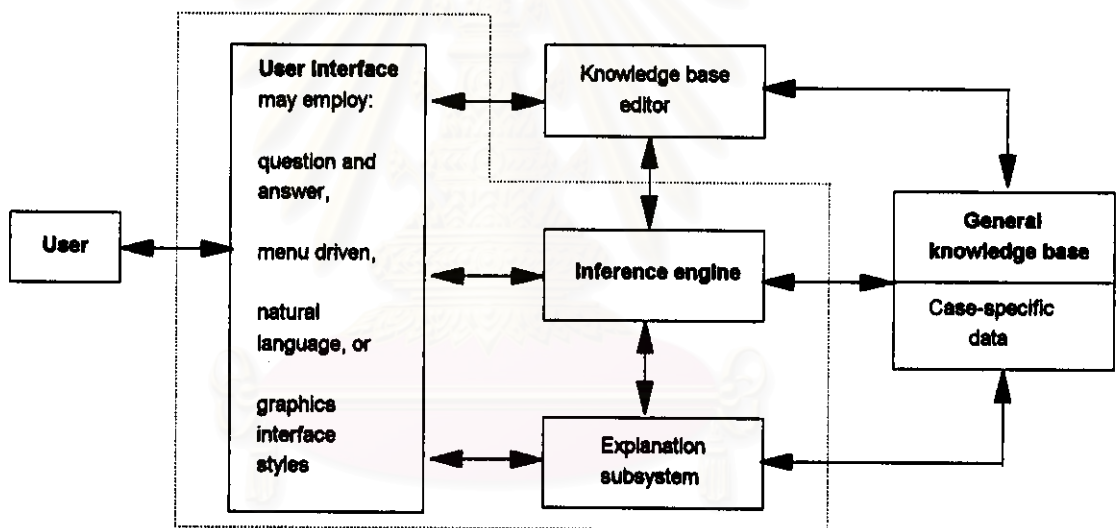 User
User Interface
may employ:
question and
answer,
menu driven,
natural
language, or
graphics
interface
styles
Knowledge base
editor
Inference engine
Explanation
subsystem
General
knowledge base
Case-specific
data